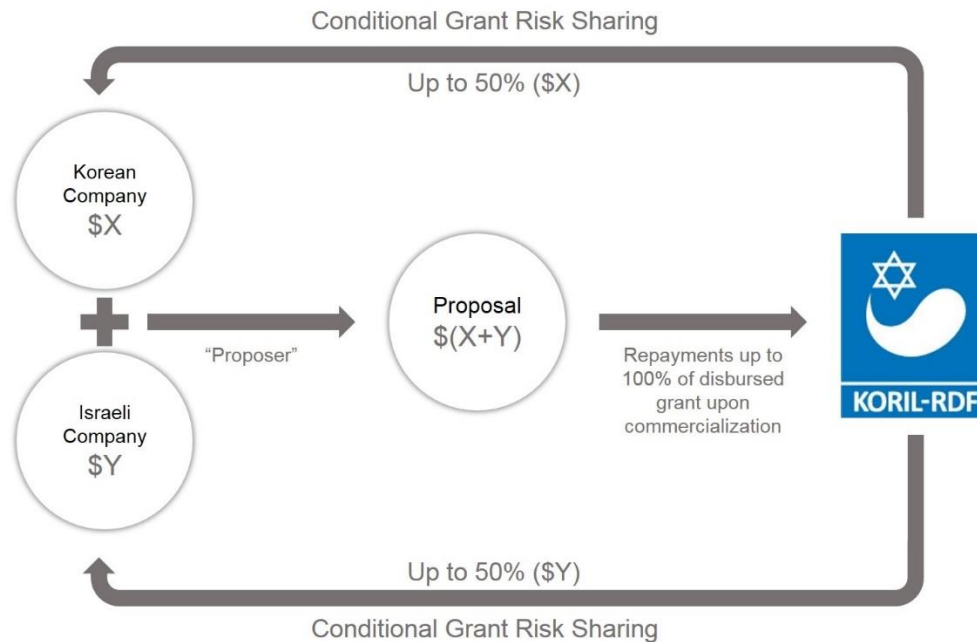 Conditional Grant Risk Sharing
Up to 50% ($X)
Korean
Company
$X
Israeli
Company
$Y
“Proposer”
Proposal
$(X+Y)
Repayments up to
100% of disbursed
grant upon
commercialization
KORIL-RDF
Up to 50% ($Y)
Conditional Grant Risk Sharing